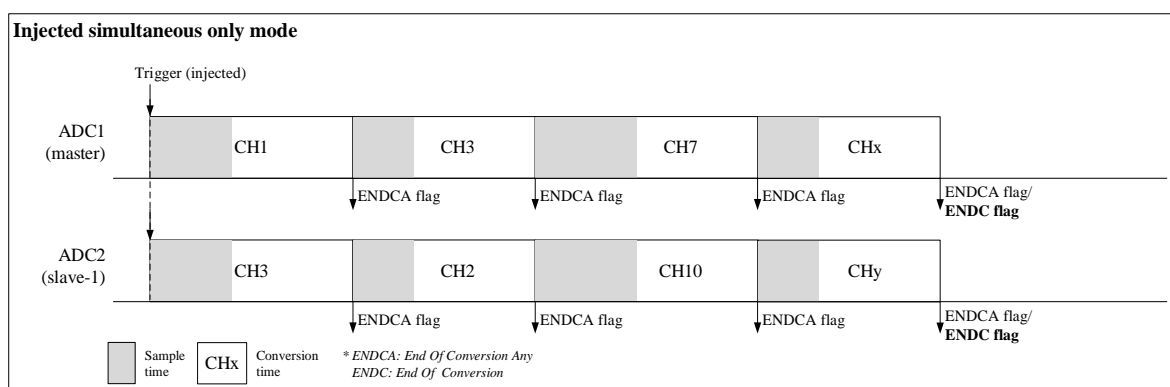 Injected simultaneous only mode
Trigger (injected)
ADC1
(master)
CH1
CH3
CH7
CHx
ENDCA flag
ENDCA flag
ENDCA flag
ENDCA flag/
ENDC flag
ADC2
(slave-1)
CH3
CH2
CH10
CHy
ENDCA flag
ENDCA flag
ENDCA flag
ENDCA flag/
ENDC flag
Sample
time
CHx
Conversion
time
* ENDCA: End Of Conversion Any
ENDC: End Of Conversion